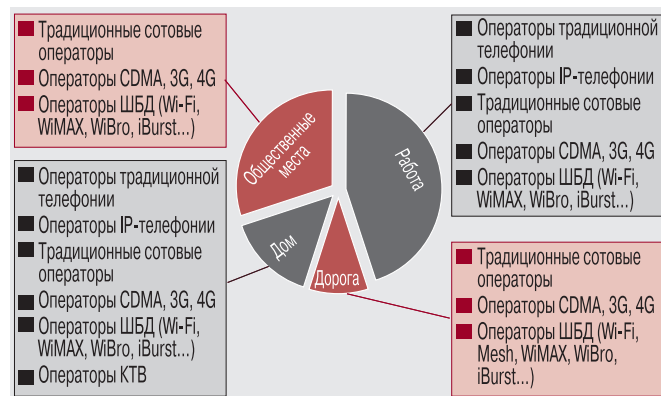 Традиционные сотовые
операторы
Операторы CDMA, 3G, 4G
Операторы ШБД (Wi-Fi,
WiMAX, WiBro, iBurst...)
Операторы традиционной
телефонии
Операторы IP-телефонии
Традиционные сотовые
операторы
Операторы CDMA, 3G, 4G
Операторы ШБД (Wi-Fi,
WiMAX, WiBro, iBurst...)
Общественные
места
Работа
Дом
Дорога
Операторы традиционной
телефонии
Операторы IP-телефонии
Традиционные сотовые
операторы
Операторы CDMA, 3G, 4G
Операторы ШБД (Wi-Fi,
WiMAX, WiBro, iBurst...)
Операторы КТВ
Традиционные сотовые
операторы
Операторы CDMA, 3G, 4G
Операторы ШБД (Wi-Fi,
Mesh, WiMAX, WiBro,
iBurst...)